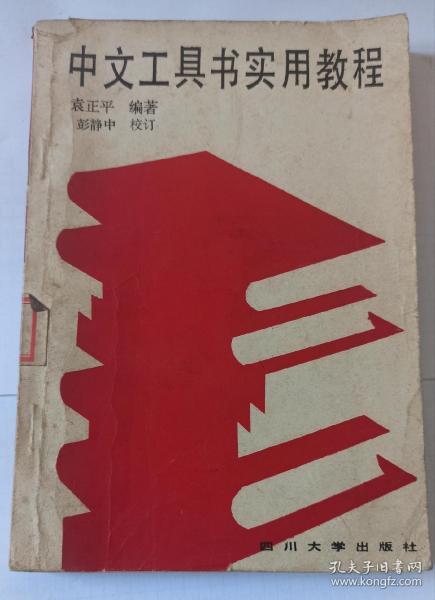 中文工具书实用教程
袁正平 编著
彭静中 校订
四川大学出版社
孔夫子旧书网
www.kongfz.com